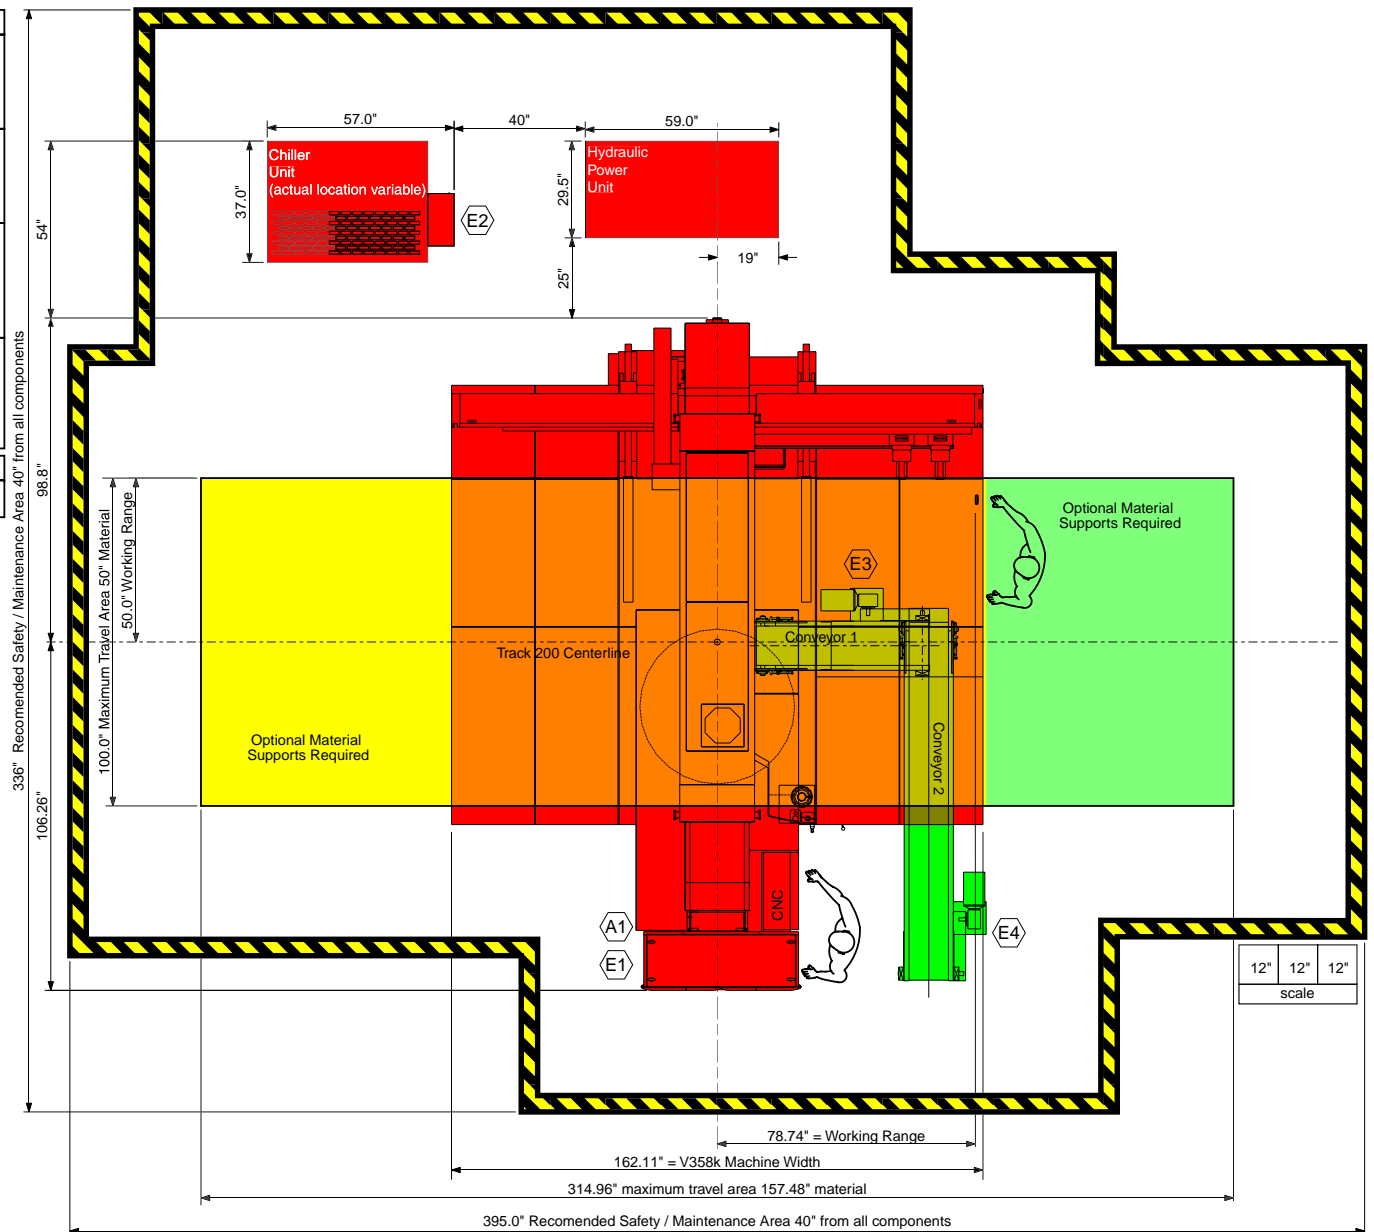 57.0"
40"
59.0"
Chiller
Unit
(actual location variable)
Hydraulic
Power
Unit
37.0"
29.5"
54"
E2
19"
25"
336" Recomended Safety / Maintenance Area 40" from all components
98.8"
100.0" Maximum Travel Area 50" Material
50.0" Working Range
Optional Material
Supports Required
E3
Conveyor 1
Track 200 Centerline
Optional Material
Supports Required
Conveyor 2
106.26"
CNC
A1
E1
E4
12" 12" 12"
scale
78.74" = Working Range
162.11" = V358k Machine Width
314.96" maximum travel area 157.48" material
395.0" Recomended Safety / Maintenance Area 40" from all components